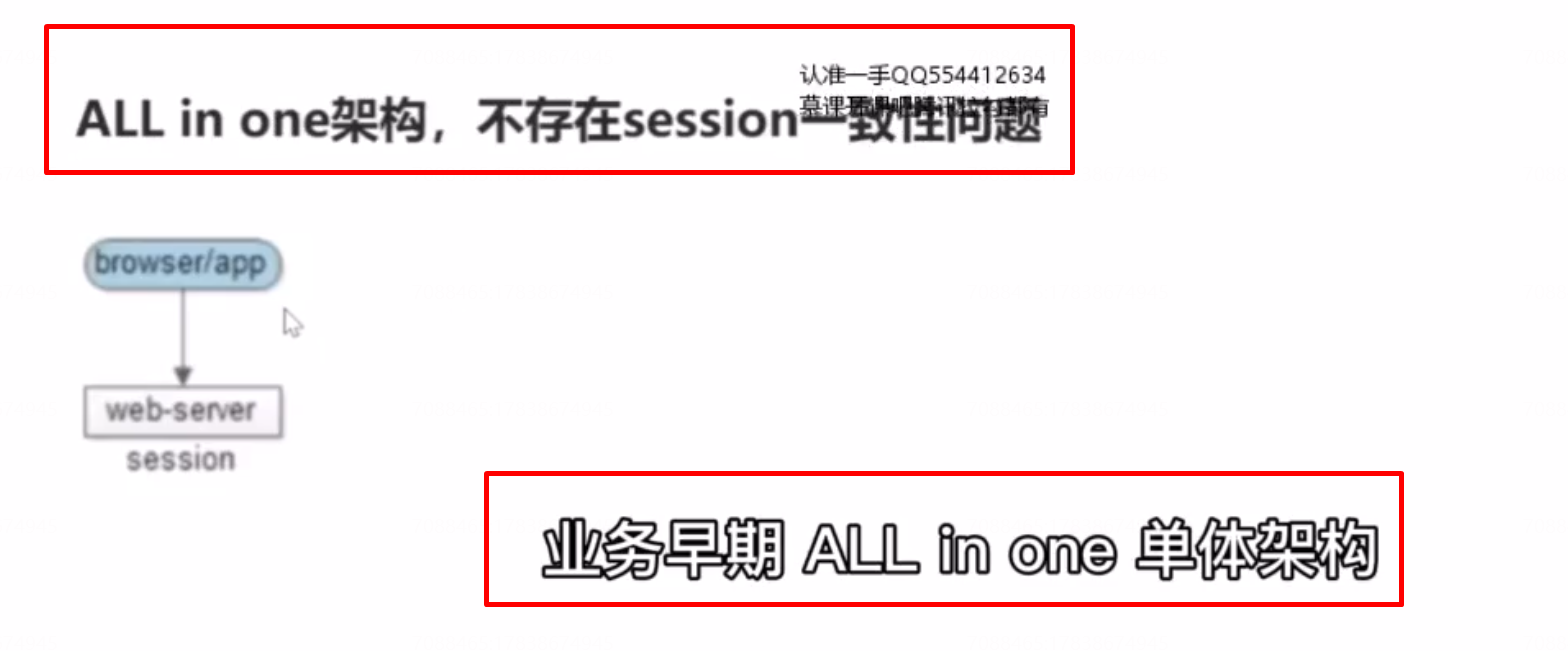 认准一手QQ554412634
ALL in one架构，不存在session一致性问题
browser/app
web-server
session
业务早期 ALL in one 单体架构